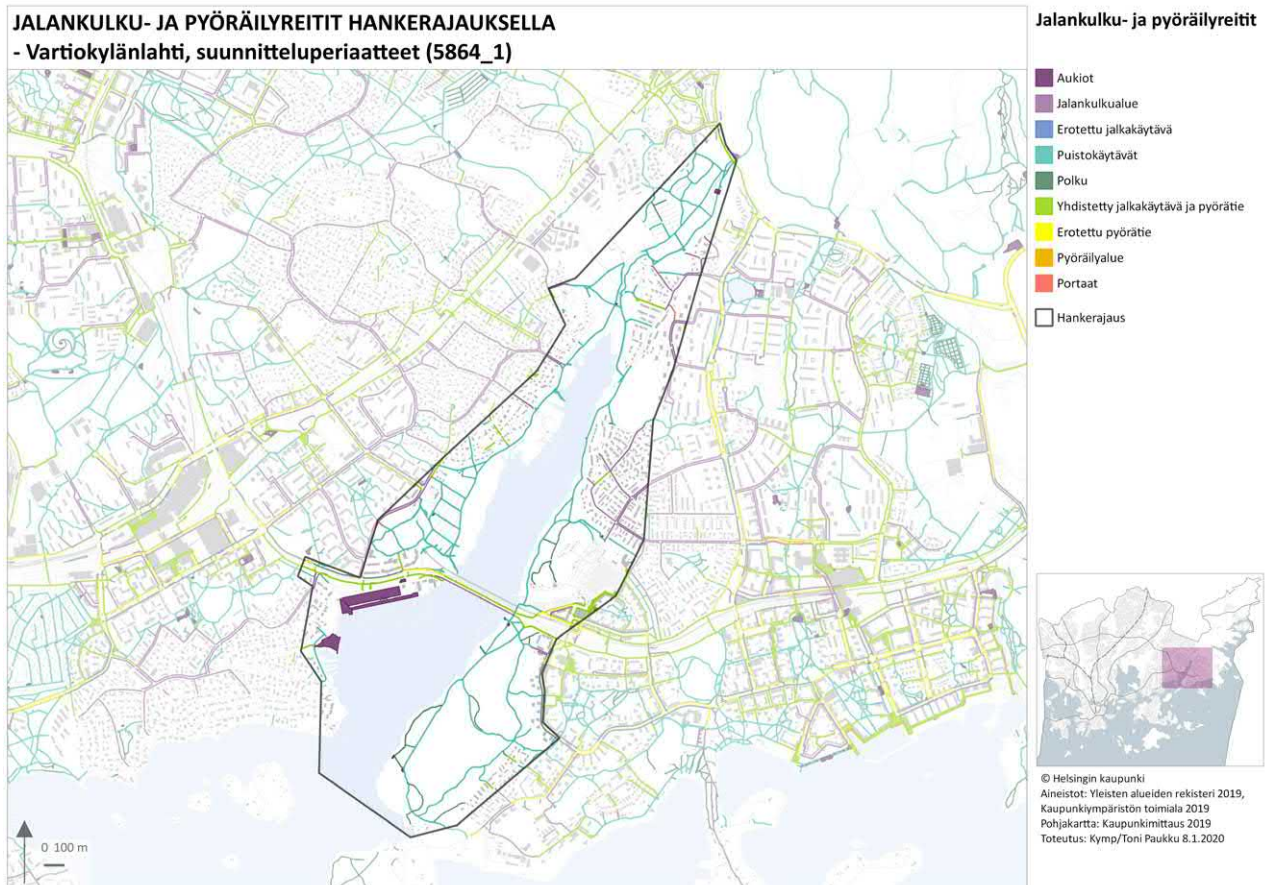 JALANKULKU- JA PYÖRÄILYREITIT HANKERAJAUKSELLA
- Vartiokylänlahti, suunnitteluperiaatteet (5864_1)
Jalankulku- ja pyöräilyreitit
Aukiot
Jalankulkualue
Erotettu jalkakäytävä
Puistokäytävät
Polku
Yhdistetty jalkakäytävä ja pyörätie
Erotettu pyörätie
Pyöräilyalue
Portaat
Hankerajaus
0 100 m
© Helsingin kaupunki
Aineistot: Yleisten alueiden rekisteri 2019,
Kaupunkiympäristön toimiala 2019
Pohjakartta: Kaupunkimittaus 2019
Toteutus: Kymp/Toni Paukku 8.1.2020